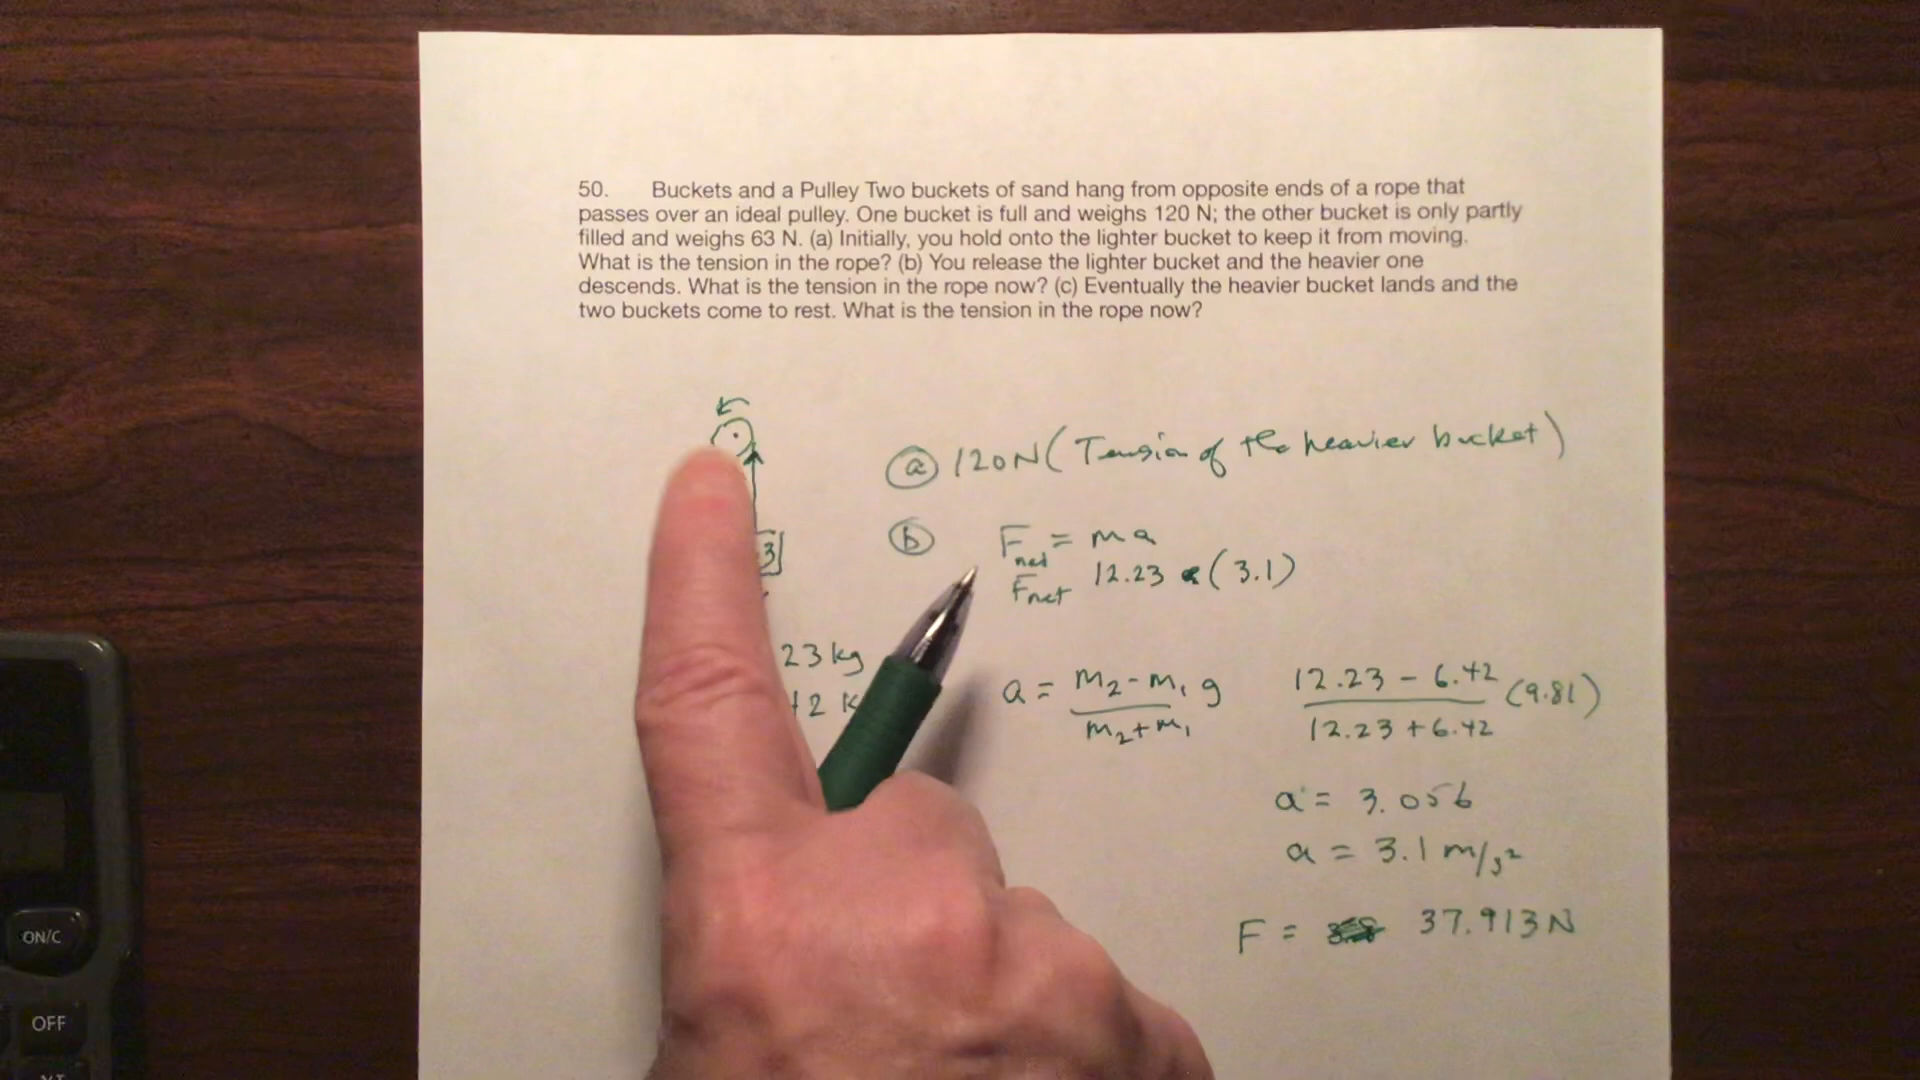 50. Buckets and a Pulley Two buckets of sand hang from opposite ends of a rope that
passes over an ideal pulley. One bucket is full and weighs 120 N; the other bucket is only partly
filled and weighs 63 N. (a) Initially, you hold onto the lighter bucket to keep it from moving.
What is the tension in the rope? (b) You release the lighter bucket and the heavier one
descends. What is the tension in the rope now? (c) Eventually the heavier bucket lands and the
two buckets come to rest. What is the tension in the rope now?
(a) 120N (Tension of the heavier bucket)
(b) Fnet = ma
Fnet 12.23 (3.1)
3
23 kg
2 K
a = m2-m1 g
m2+m1
12.23 - 6.42 (9.81)
12.23 + 6.42
a = 3.056
a = 3.1 m/s²
F = 37.913N
ON/C
OFF